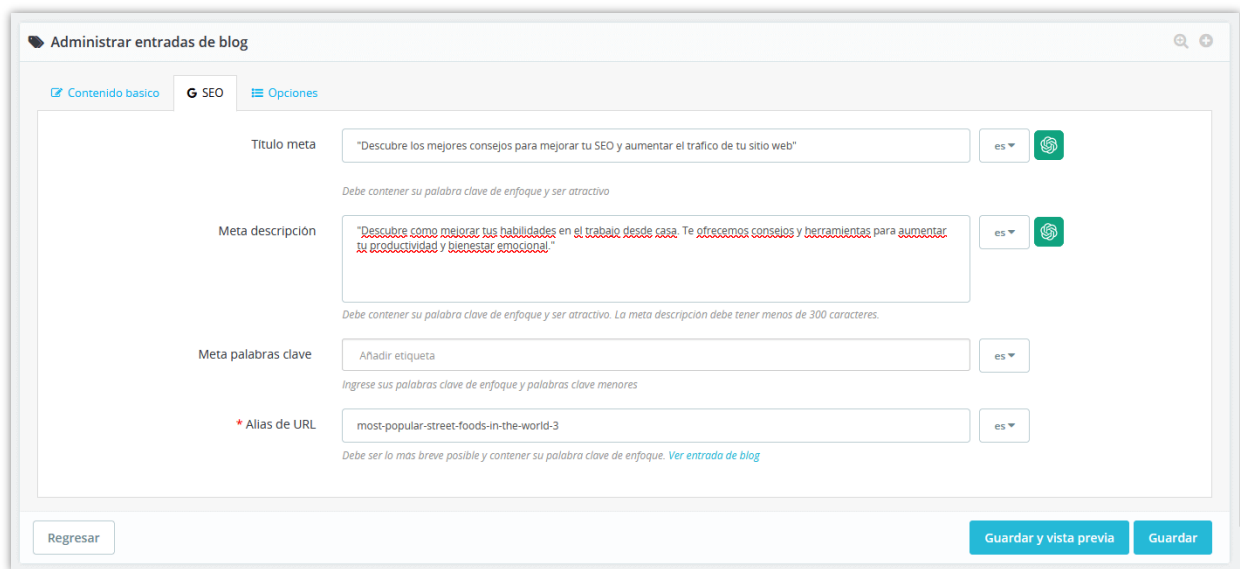 Administrar entradas de blog
Contenido basico
G SEO
Opciones
Título meta
"Descubre los mejores consejos para mejorar tu SEO y aumentar el tráfico de tu sitio web"
es
Debe contener su palabra clave de enfoque y ser atractivo
Meta descripción
"Descubre cómo mejorar tus habilidades en el trabajo desde casa. Te ofrecemos consejos y herramientas para aumentar
tu productividad y bienestar emocional."
es
Debe contener su palabra clave de enfoque y ser atractivo. La meta descripción debe tener menos de 300 caracteres.
Meta palabras clave
Añadir etiqueta
es
Ingrese sus palabras clave de enfoque y palabras clave menores
* Alias de URL
most-popular-street-foods-in-the-world-3
es
Debe ser lo más breve posible y contener su palabra clave de enfoque. Ver entrada de blog
Regresar
Guardar y vista previa
Guardar